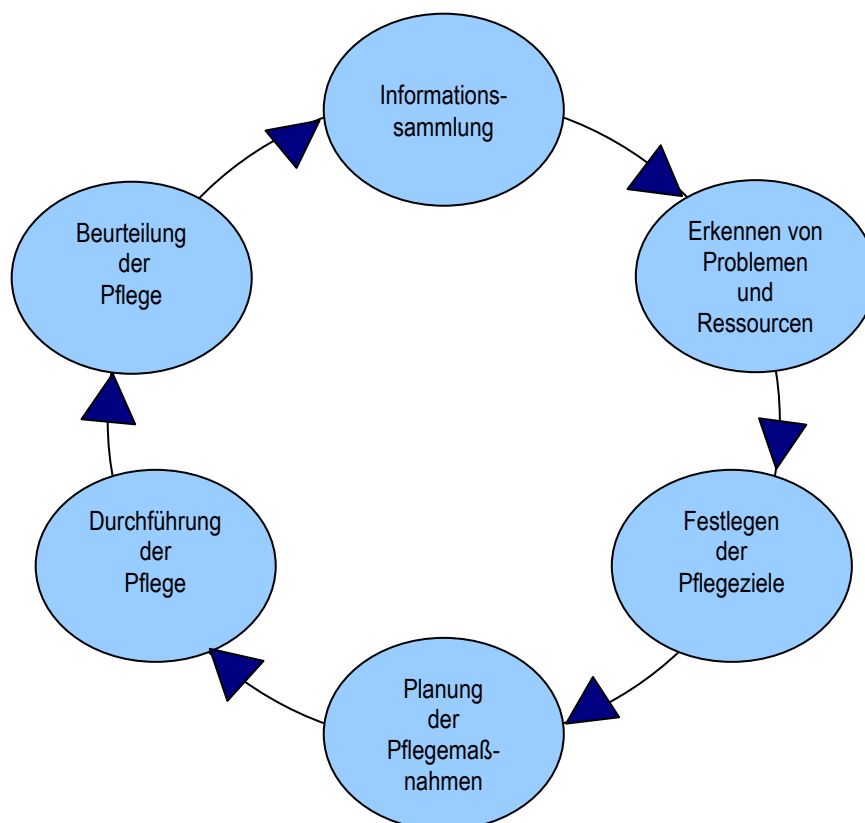 Informations-
sammlung
Erkennen von
Problemen
und
Ressourcen
Festlegen
der
Pflegeziele
Planung
der
Pflegemaß-
nahmen
Durchführung
der
Pflege
Beurteilung
der
Pflege